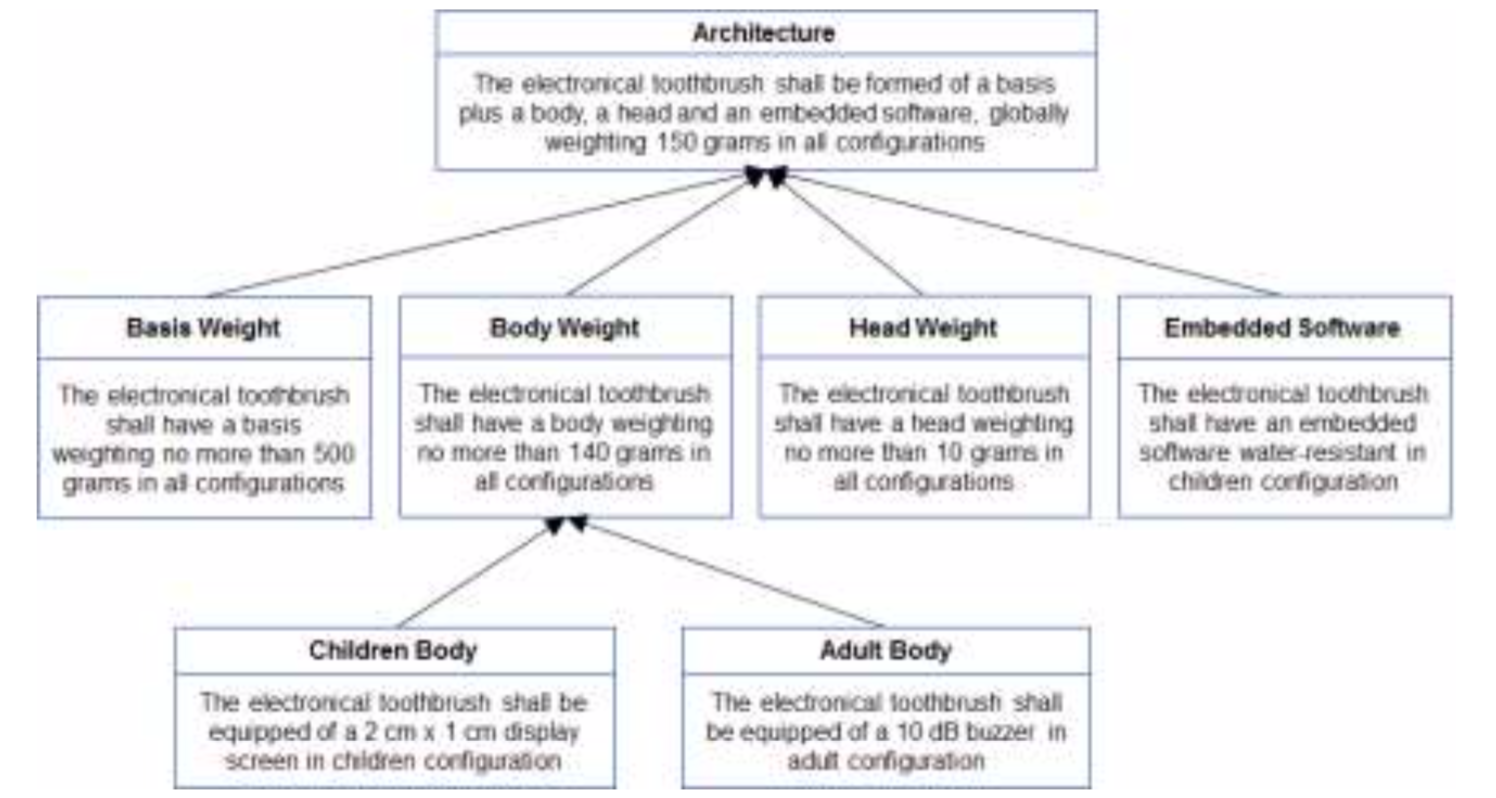 Architecture
The electronical toothbrush shall be formed of a basis
plus a body, a head and an embedded software, globally
weighting 150 grams in all configurations
Basis Weight
The electronical toothbrush
shall have a basis
weighting no more than 500
grams in all configurations
Body Weight
The electronical toothbrush
shall have a body weighting
no more than 140 grams in
all configurations
Head Weight
The electronical toothbrush
shall have a head weighting
no more than 10 grams in
all configurations
Embedded Software
The electronical toothbrush
shall have an embedded
software water-resistant in
children configuration
Children Body
The electronical toothbrush shall be
equipped of a 2 cm x 1 cm display
screen in children configuration
Adult Body
The electronical toothbrush shall
be equipped of a 10 dB buzzer in
adult configuration